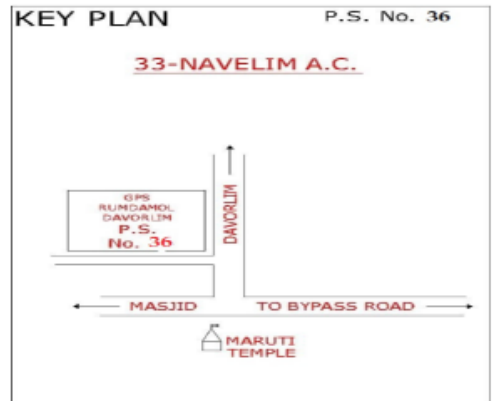 KEY PLAN
P.S. No. 36
33-NAVELIM A.C.
GPS
RUMDAMOL
DAVORLIM
P.S.
No. 36
DAVORLIM
MASJID
TO BYPASS ROAD
MARUTI
TEMPLE